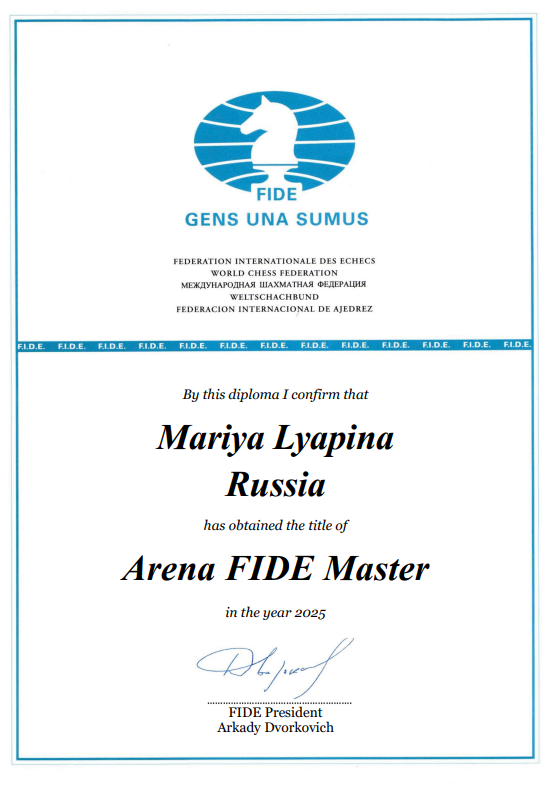 FIDE
GENS UNA SUMUS
FEDERATION INTERNATIONALE DES ECHECS
WORLD CHESS FEDERATION
МЕЖДУНАРОДНАЯ ШАХМАТНАЯ ФЕДЕРАЦИЯ
WELTSCHACHBUND
FEDERACION INTERNACIONAL DE AJEDREZ
F.I.D.E. F.I.D.E. F.I.D.E. F.I.D.E. F.I.D.E. F.I.D.E. F.I.D.E. F.I.D.E. F.I.D.E. F.I.D.E. F.I.D.E. F.I.D.E. F.I.D.E.
By this diploma I confirm that
Mariya Lyapina
Russia
has obtained the title of
Arena FIDE Master
in the year 2025
FIDE President
Arkady Dvorkovich